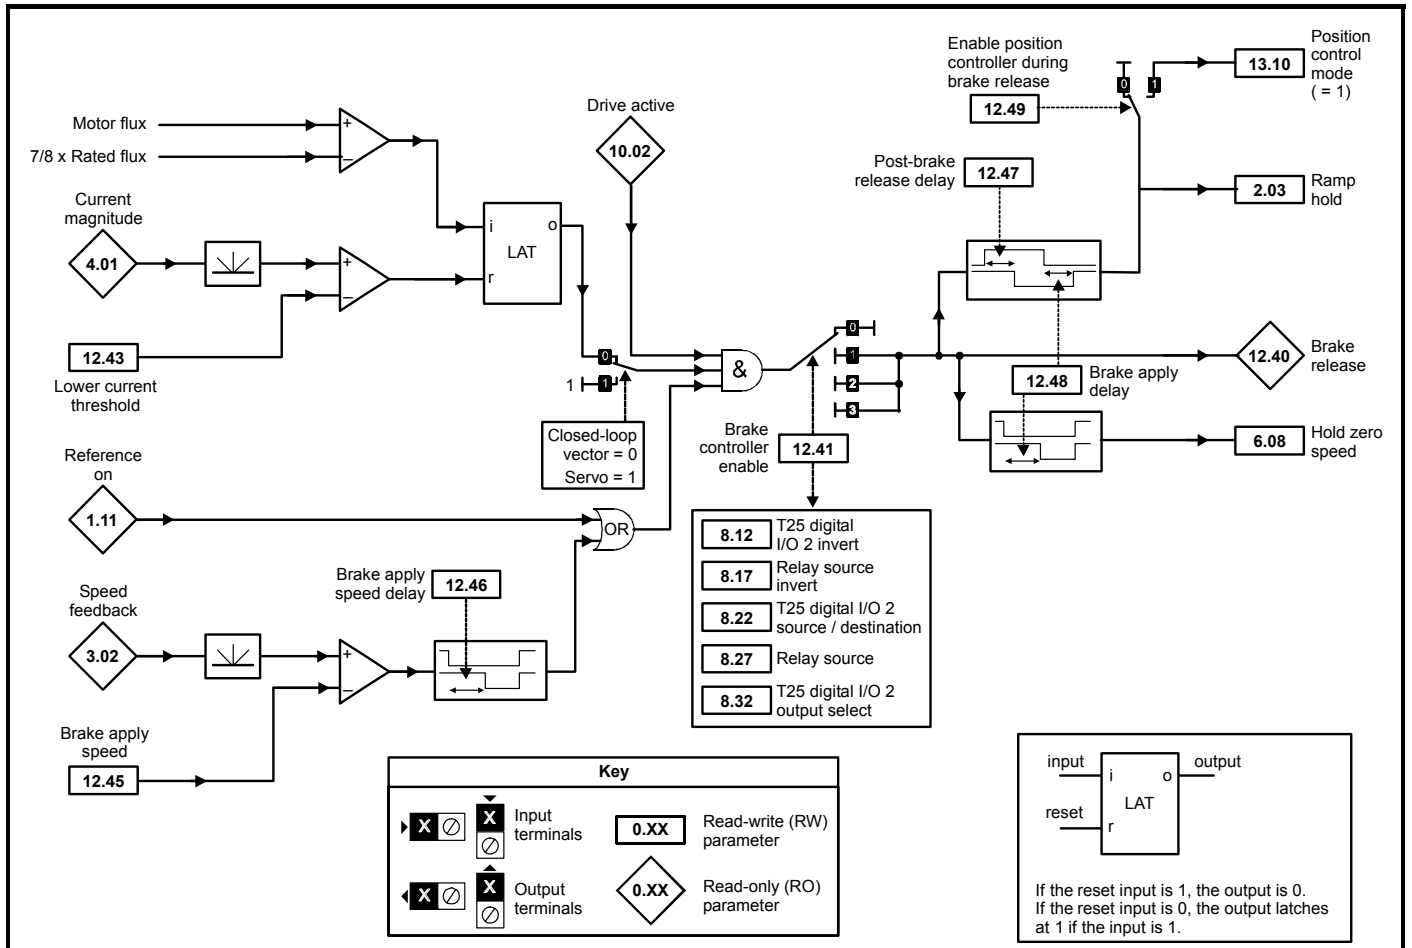 Motor flux
7/8 x Rated flux
Current
magnitude
4.01
12.43
Lower current
threshold
+
–
+
–
i
o
LAT
r
Drive active
10.02
0
1
1
Closed-loop
vector = 0
Servo = 1
&
Reference
on
1.11
OR
Speed
feedback
3.02
Brake apply
speed
12.45
+
–
Brake apply
speed delay
12.46
0
1
2
3
Brake
controller
enable
12.41
8.12
T25 digital
I/O 2 invert
8.17
Relay source
invert
8.22
T25 digital I/O 2
source / destination
8.27
Relay source
8.32
T25 digital I/O 2
output select
Enable position
controller during
brake release
12.49
0
1
13.10
Position
control
mode
( = 1)
Post-brake
release delay
12.47
2.03
Ramp
hold
12.40
Brake
release
12.48
Brake apply
delay
6.08
Hold zero
speed
Key
X
X
Input
terminals
0.XX
Read-write (RW)
parameter
X
X
Output
terminals
0.XX
Read-only (RO)
parameter
input
i
o
output
LAT
reset
r
If the reset input is 1, the output is 0.
If the reset input is 0, the output latches
at 1 if the input is 1.